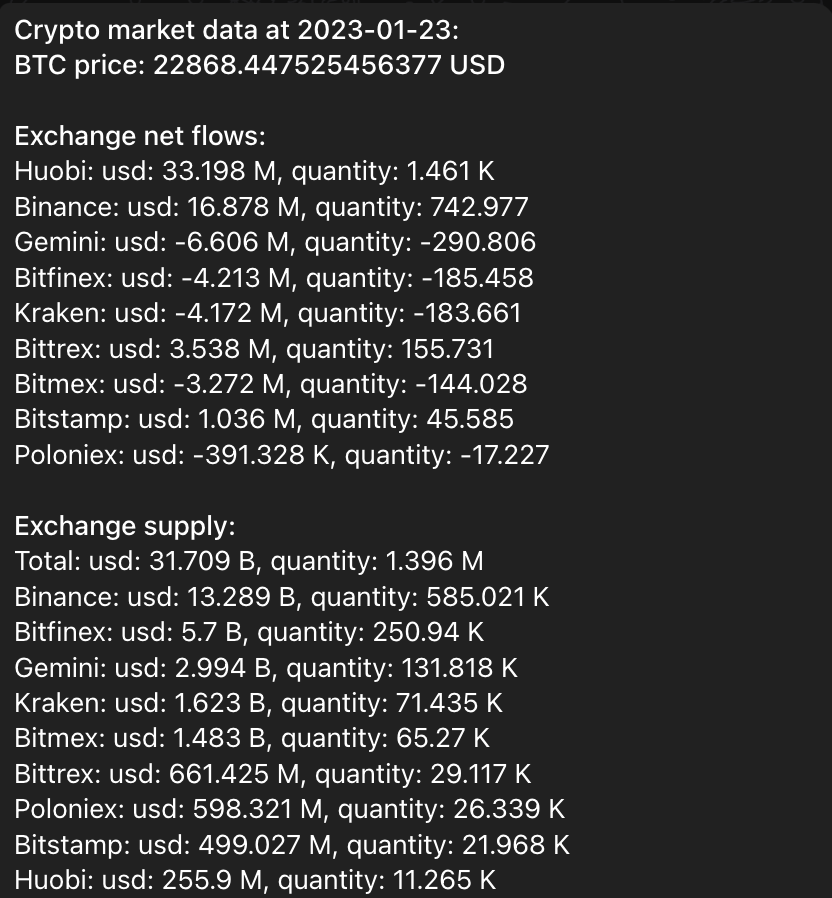 Crypto market data at 2023-01-23:
BTC price: 22868.447525456377 USD
Exchange net flows:
Huobi: usd: 33.198 M, quantity: 1.461 K
Binance: usd: 16.878 M, quantity: 742.977
Gemini: usd: -6.606 M, quantity: -290.806
Bitfinex: usd: -4.213 M, quantity: -185.458
Kraken: usd: -4.172 M, quantity: -183.661
Bittrex: usd: 3.538 M, quantity: 155.731
Bitmex: usd: -3.272 M, quantity: -144.028
Bitstamp: usd: 1.036 M, quantity: 45.585
Poloniex: usd: -391.328 K, quantity: -17.227
Exchange supply:
Total: usd: 31.709 B, quantity: 1.396 M
Binance: usd: 13.289 B, quantity: 585.021 K
Bitfinex: usd: 5.7 B, quantity: 250.94 K
Gemini: usd: 2.994 B, quantity: 131.818 K
Kraken: usd: 1.623 B, quantity: 71.435 K
Bitmex: usd: 1.483 B, quantity: 65.27 K
Bittrex: usd: 661.425 M, quantity: 29.117 K
Poloniex: usd: 598.321 M, quantity: 26.339 K
Bitstamp: usd: 499.027 M, quantity: 21.968 K
Huobi: usd: 255.9 M, quantity: 11.265 K